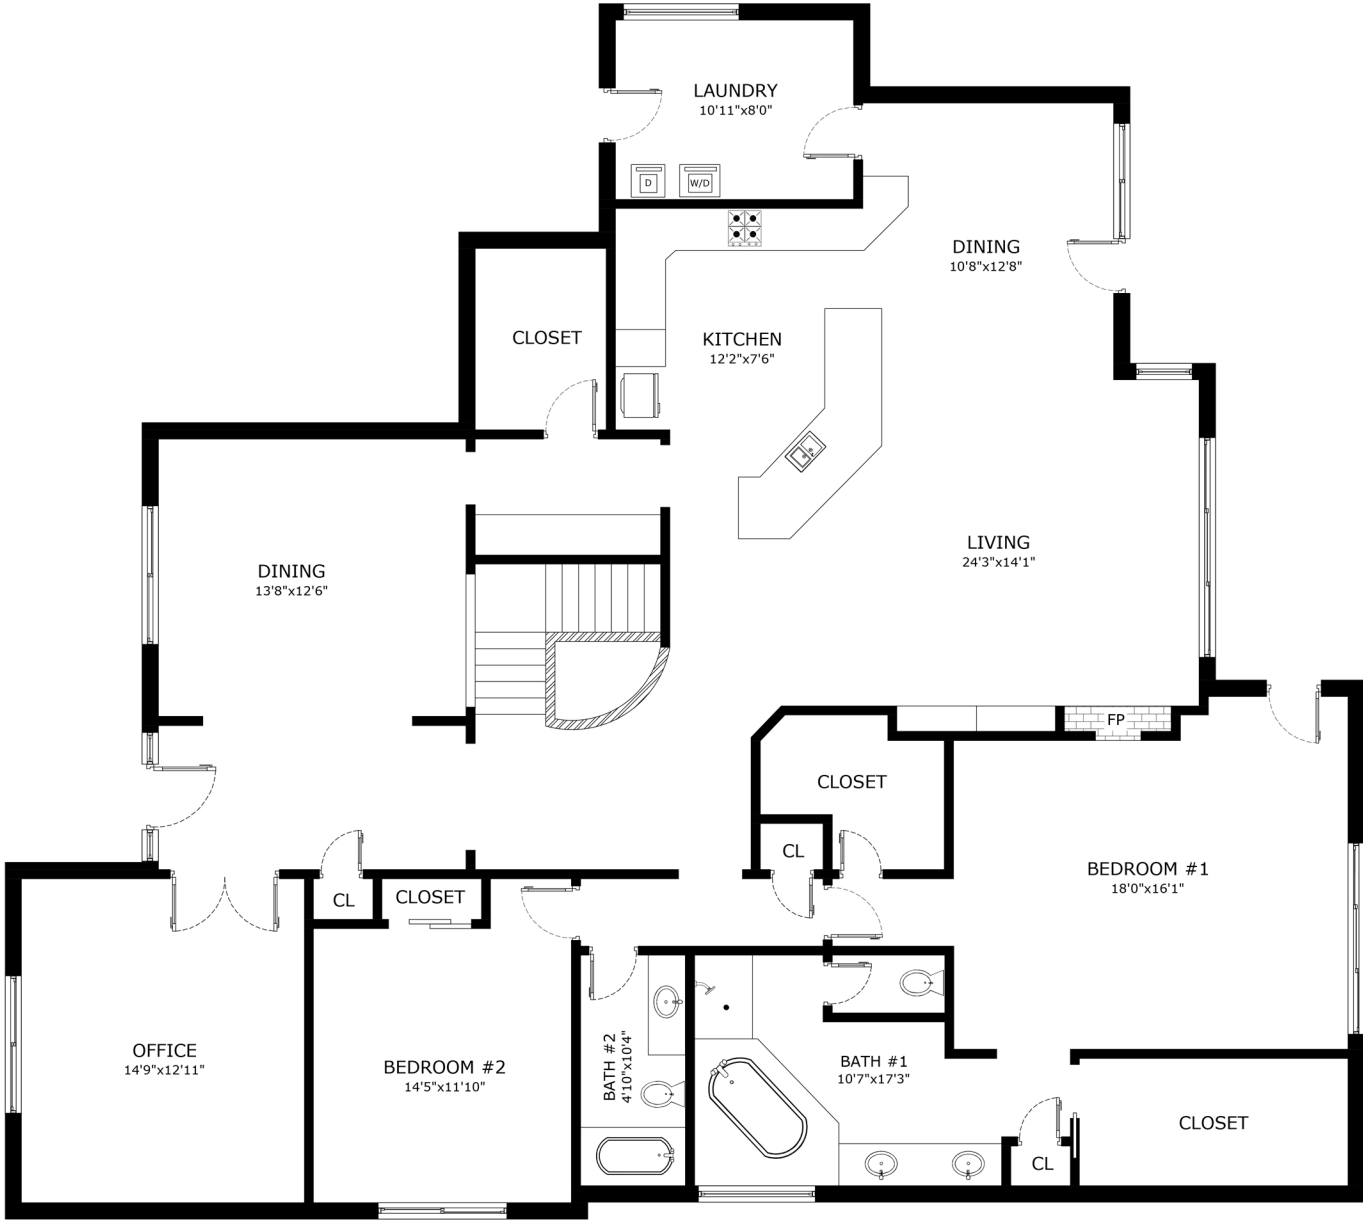 LAUNDRY
10'11"x8'0"
D
W/D
DINING
10'8"x12'8"
CLOSET
KITCHEN
12'2"x7'6"
LIVING
24'3"x14'1"
DINING
13'8"x12'6"
FP
CLOSET
CL
BEDROOM #1
18'0"x16'1"
CL
CLOSET
OFFICE
14'9"x12'11"
BEDROOM #2
14'5"x11'10"
BATH #2
4'10"x10'4"
BATH #1
10'7"x17'3"
CLOSET
CL